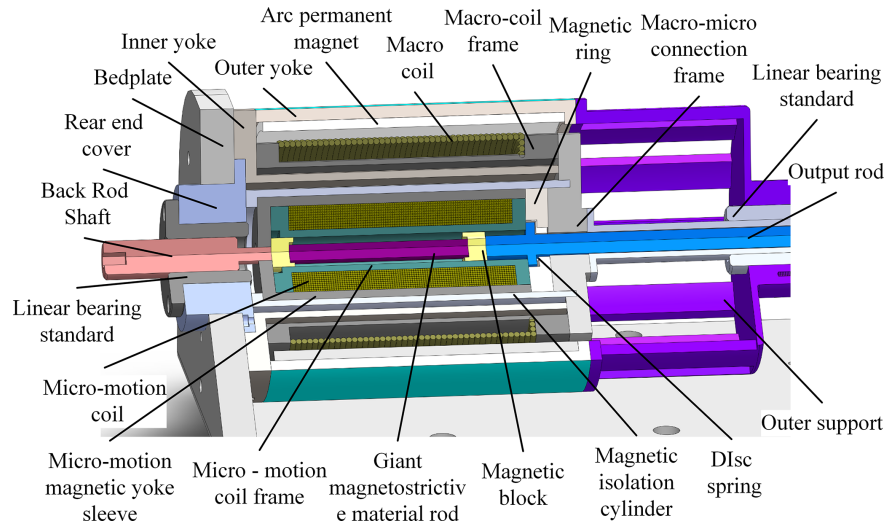 Inner yoke
Arc permanent
magnet
Macro
coil
Macro-coil
frame
Magnetic
ring
Macro-micro
connection
frame
Linear bearing
standard
Bedplate
Outer yoke
Rear end
cover
Back Rod
Shaft
Output rod
Linear bearing
standard
Micro-motion
coil
Outer support
Micro-motion
magnetic yoke
sleeve
Micro - motion
coil frame
Giant
magnetostrictiv
e material rod
Magnetic
block
Magnetic
isolation
cylinder
DIsc
spring